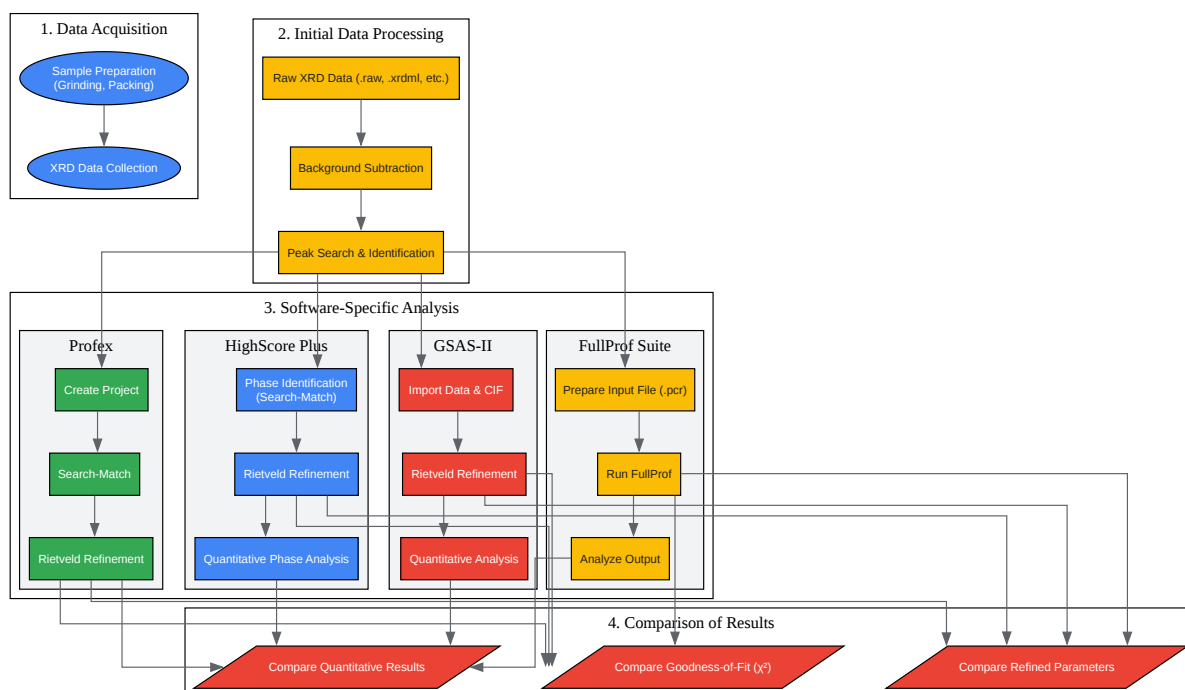 1. Data Acquisition
Sample Preparation
(Grinding, Packing)
XRD Data Collection
2. Initial Data Processing
Raw XRD Data (.raw, .xrdml, etc.)
Background Subtraction
Peak Search & Identification
3. Software-Specific Analysis
Profex
Create Project
Search-Match
Rietveld Refinement
HighScore Plus
Phase Identification
(Search-Match)
Rietveld Refinement
Quantitative Phase Analysis
GSAS-II
Import Data & CIF
Rietveld Refinement
Quantitative Analysis
FullProf Suite
Prepare Input File (.pcr)
Run FullProf
Analyze Output
4. Comparison of Results
Compare Quantitative Results
Compare Goodness-of-Fit (χ²)
Compare Refined Parameters